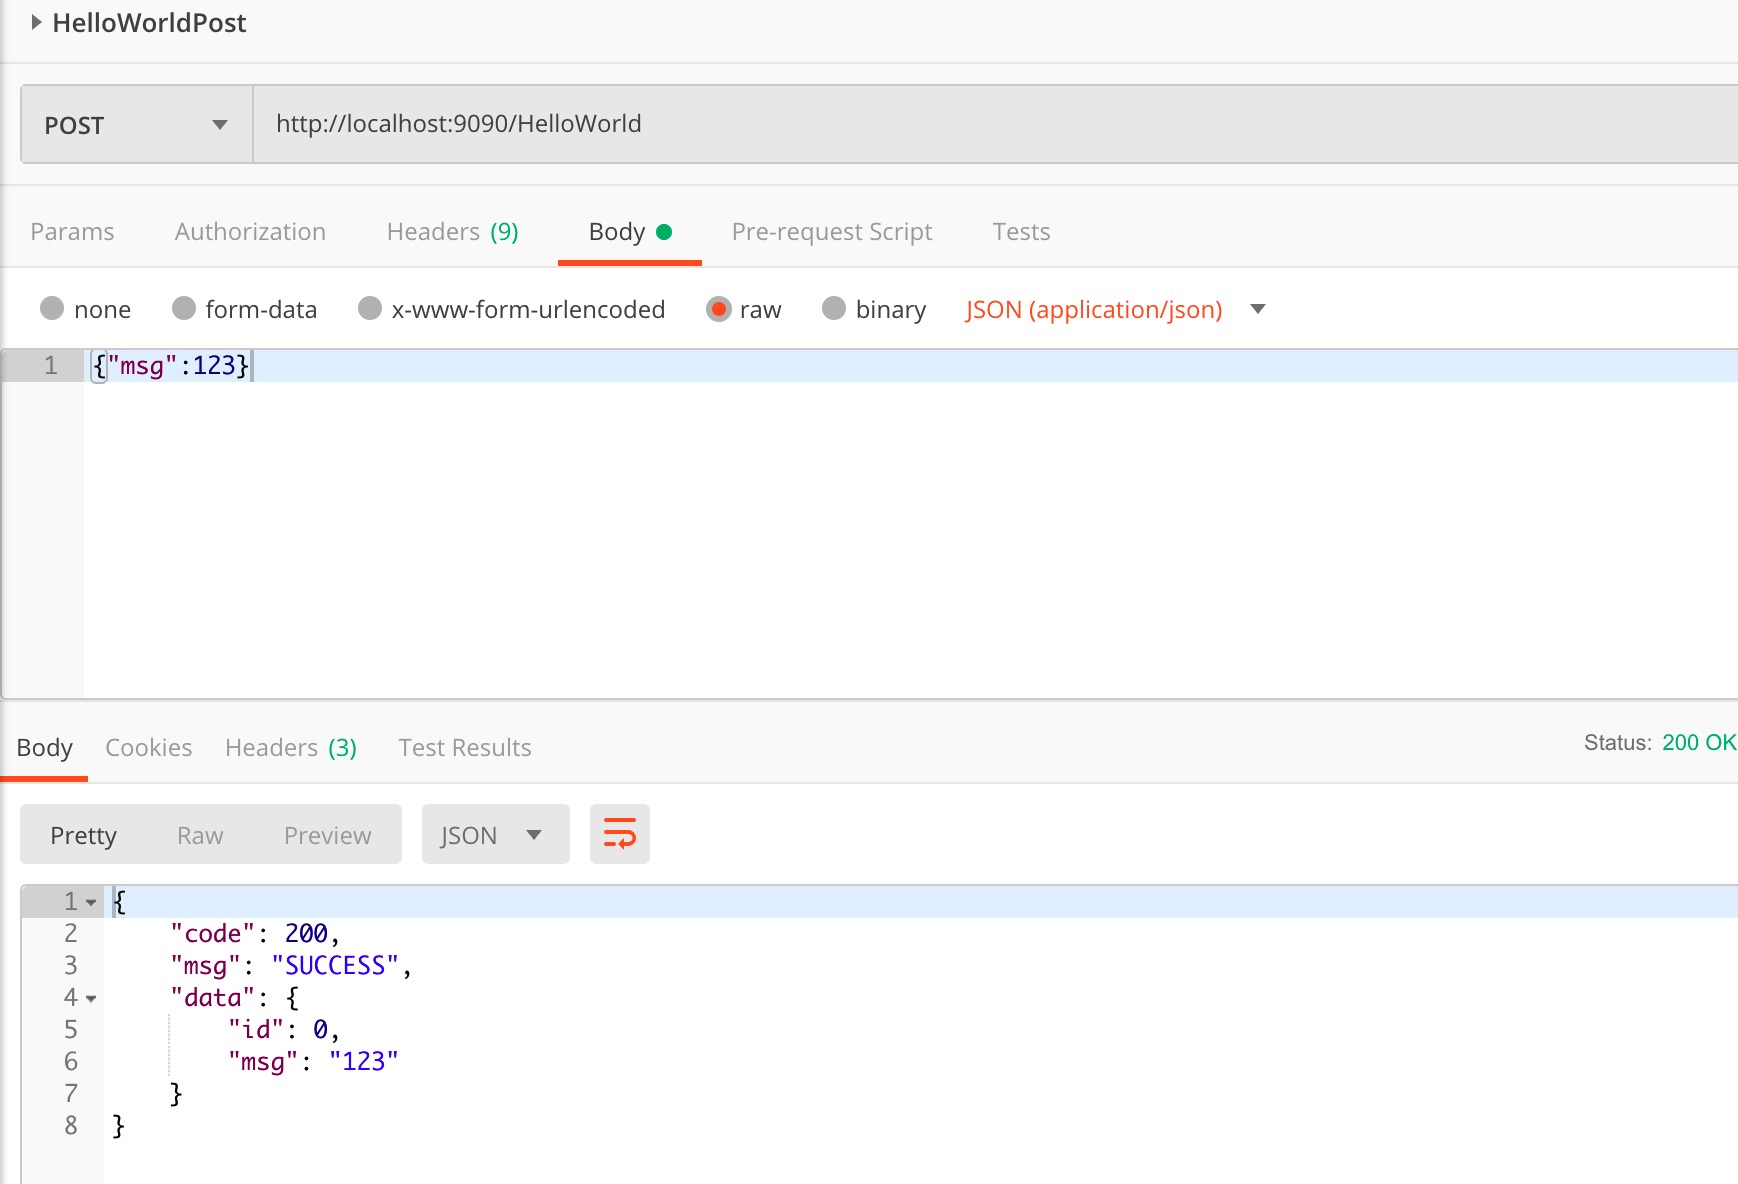 HelloWorldPost
POST http://localhost:9090/HelloWorld
Params Authorization Headers (9) Body Pre-request Script Tests
none form-data x-www-form-urlencoded raw binary JSON (application/json)
1 {"msg":123}
Body Cookies Headers (3) Test Results Status: 200 OK
Pretty Raw Preview JSON
1 {
2 "code": 200,
3 "msg": "SUCCESS",
4 "data": {
5 "id": 0,
6 "msg": "123"
7 }
8 }